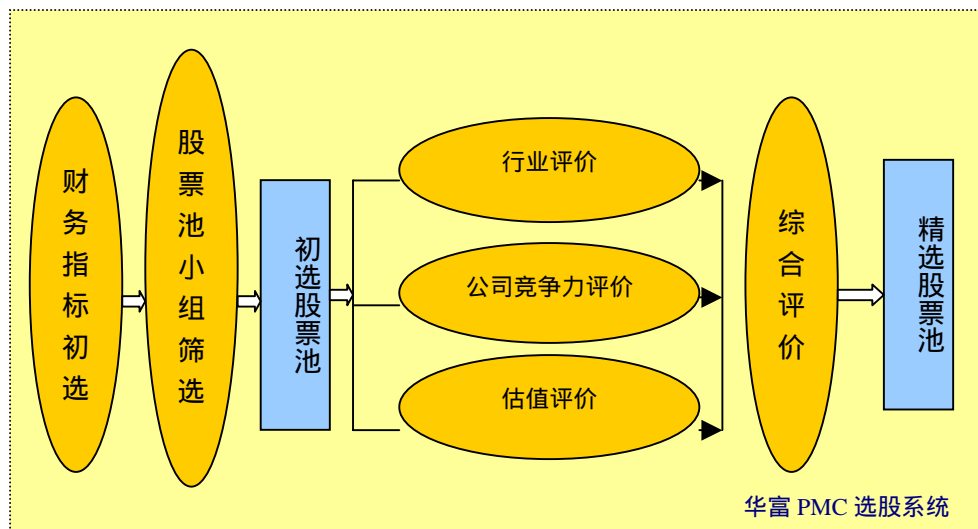 财务指标初选
股票池小组筛选
初选股票池
行业评价
公司竞争力评价
估值评价
综合评价
精选股票池
华富 PMC 选股系统